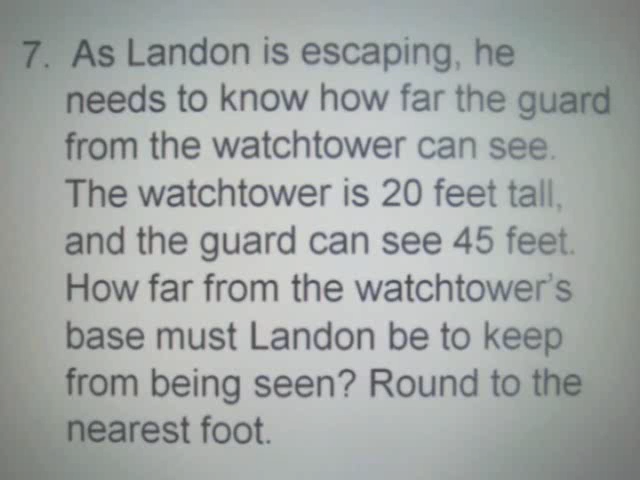 7. As Landon is escaping, he
needs to know how far the guard
from the watchtower can see.
The watchtower is 20 feet tall,
and the guard can see 45 feet.
How far from the watchtower's
base must Landon be to keep
from being seen? Round to the
nearest foot.